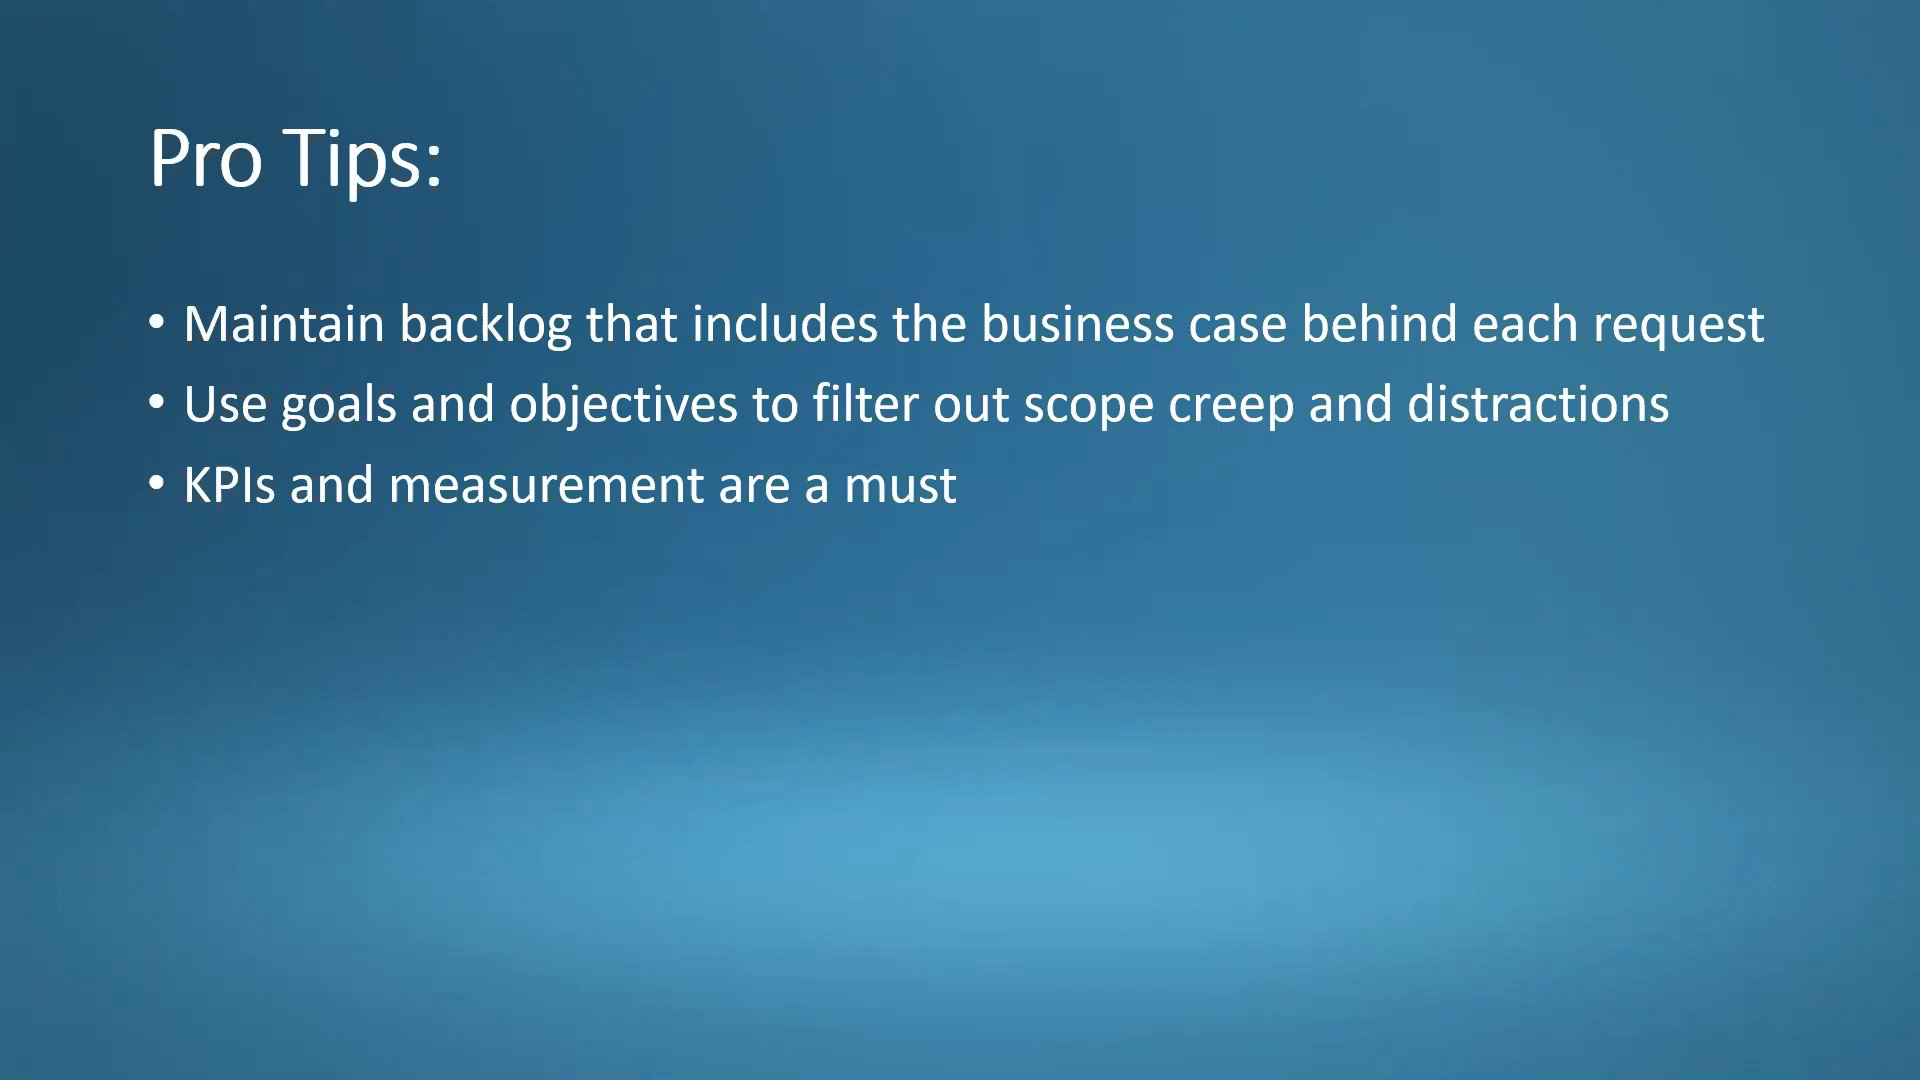 Pro Tips:
• Maintain backlog that includes the business case behind each request
• Use goals and objectives to filter out scope creep and distractions
• KPIs and measurement are a must